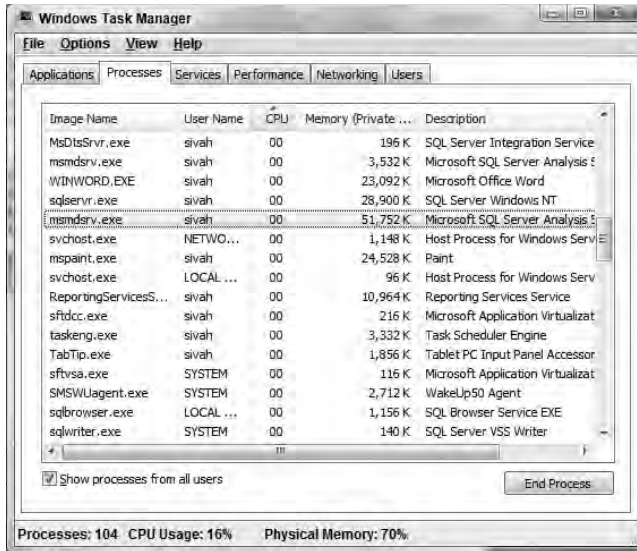 Windows Task Manager
File Options View Help
Applications Processes Services Performance Networking Users
Image Name User Name CPU Memory (Private ... Description
MsDtsSrvr.exe sivah 00 196 K SQL Server Integration Service
msmdsrv.exe sivah 00 3,532 K Microsoft SQL Server Analysis S
WINWORD.EXE sivah 00 23,092 K Microsoft Office Word
sqlservr.exe sivah 00 28,900 K SQL Server Windows NT
msmdsrv.exe sivah 00 51,752 K Microsoft SQL Server Analysis S
svchost.exe NETWO... 00 1,148 K Host Process for Windows Serv
mspaint.exe sivah 00 24,528 K Paint
svchost.exe LOCAL ... 00 96 K Host Process for Windows Serv
ReportingServicesS... sivah 00 10,964 K Reporting Services Service
sftdcc.exe sivah 00 216 K Microsoft Application Virtualizat
taskeng.exe sivah 00 3,332 K Task Scheduler Engine
TabTip.exe sivah 00 1,856 K Tablet PC Input Panel Accessor
sftvsa.exe SYSTEM 00 116 K Microsoft Application Virtualizat
SMSWUagent.exe SYSTEM 00 2,712 K WakeUp50 Agent
sqlbrowser.exe LOCAL ... 00 1,156 K SQL Browser Service EXE
sqlwriter.exe SYSTEM 00 140 K SQL Server VSS Writer
Show processes from all users
End Process
Processes: 104 CPU Usage: 16% Physical Memory: 70%